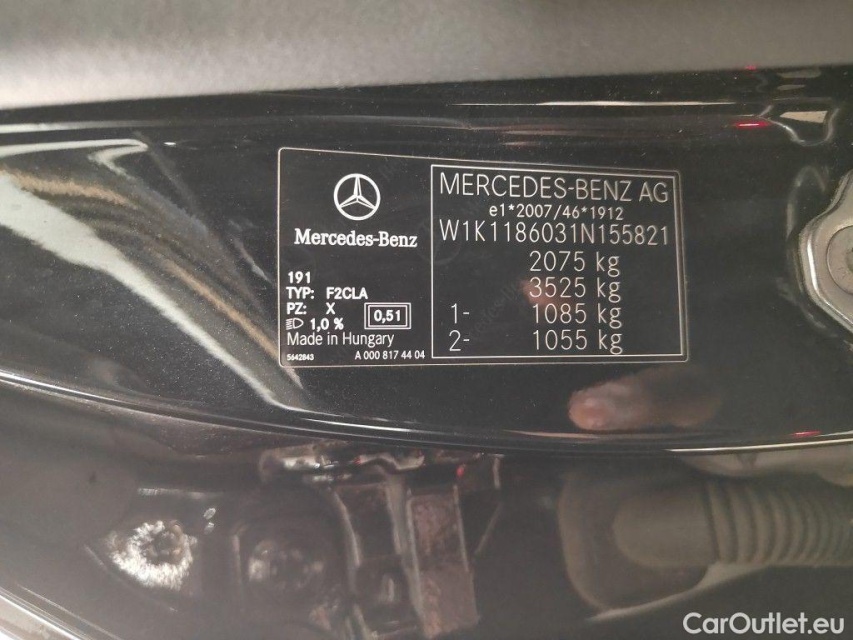 Mercedes-Benz
191
TYP: F2CLA
PZ: X
1,0 % 0,51
Made in Hungary
5642843 A 000 817 44 04
MERCEDES-BENZ AG
e1*2007/46*1912
W1K1186031N155821
2075 kg
3525 kg
1- 1085 kg
2- 1055 kg
CarOutlet.eu